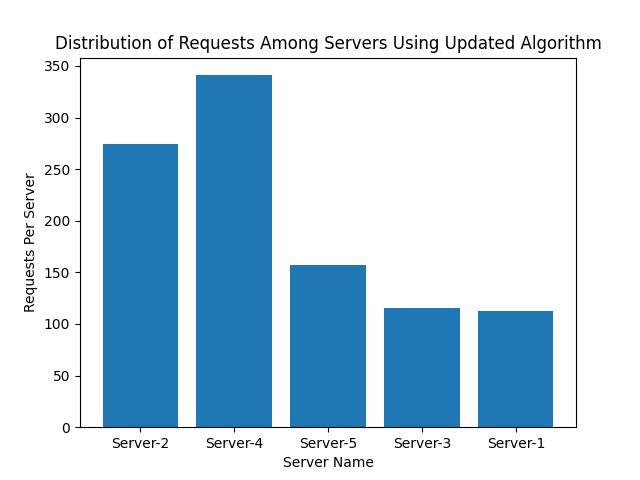 Distribution of Requests Among Servers Using Updated Algorithm
350
300
250
200
150
100
50
0
Requests Per Server
Server-2 Server-4 Server-5 Server-3 Server-1
Server Name